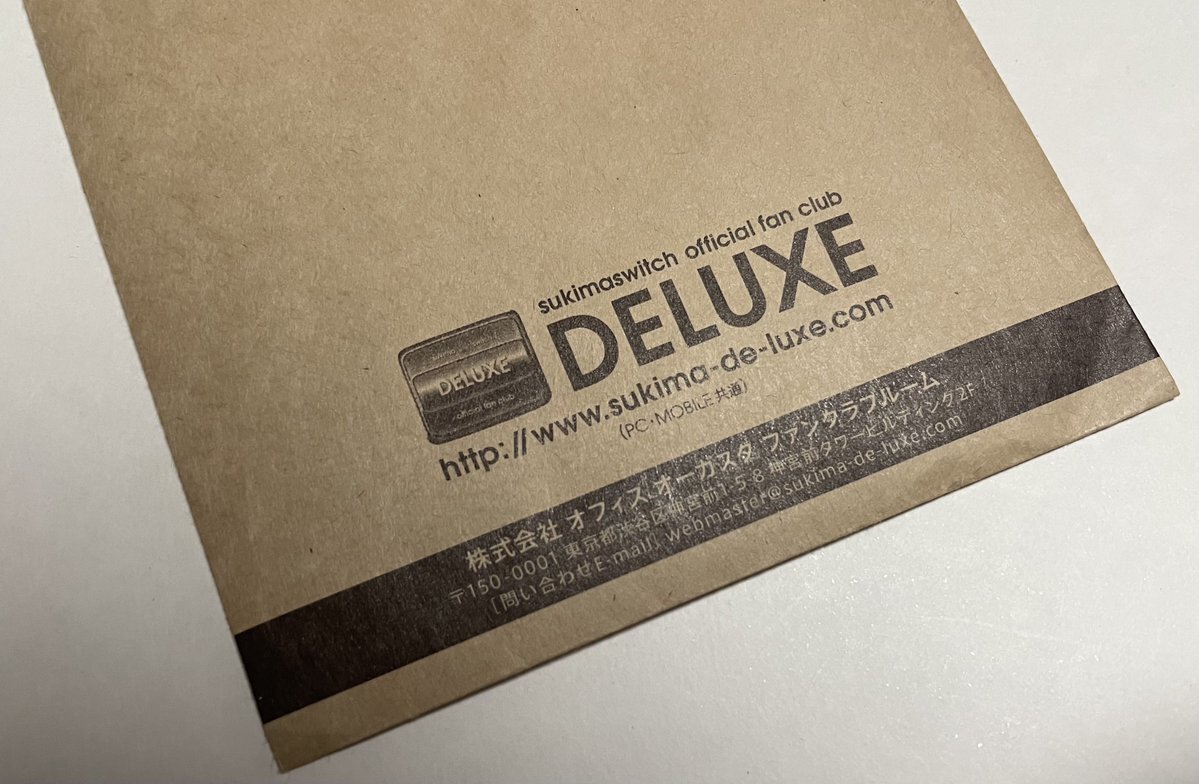 sukimaswitch official fan club
DELUXE
DELUXE
official fan club
http://www.sukima-de-luxe.com
(PC・MOBILE共通)
株式会社 オフィス オーガスタ ファンクラブルーム
〒150-0001 東京都渋谷区神宮前1-5-8 神宮前タワービルディング2F
[問い合わせE-mail] webmaster@sukima-de-luxe.com